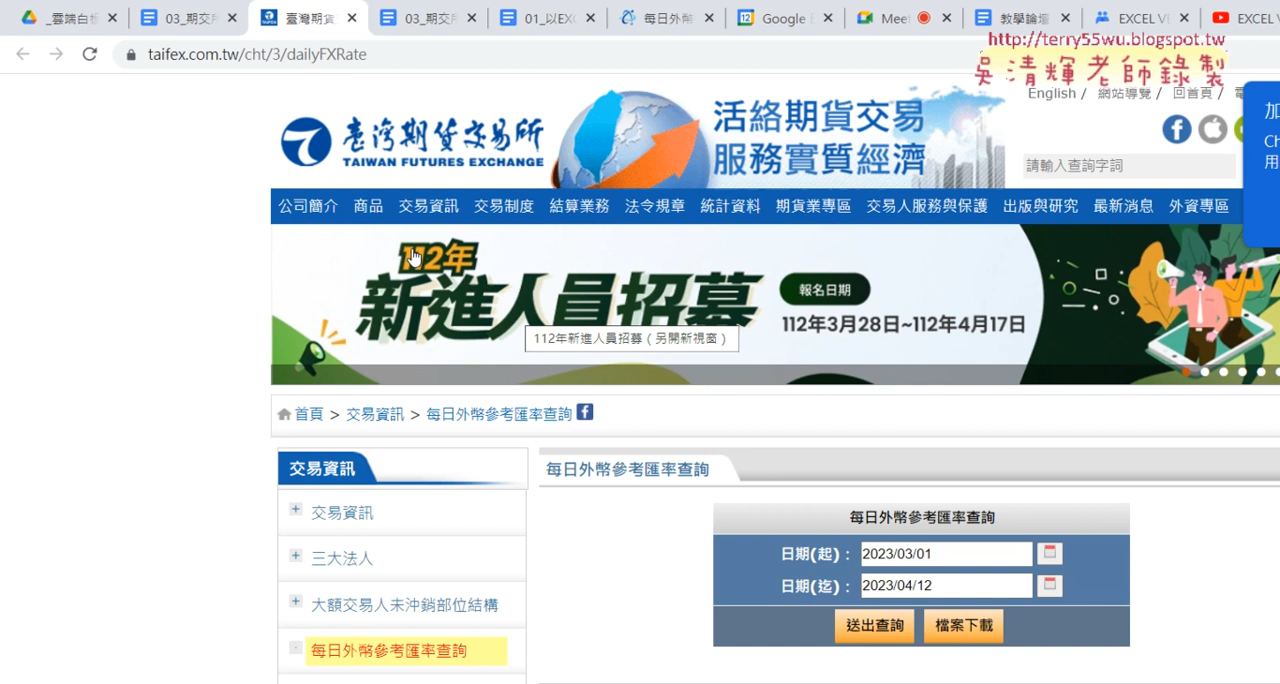 _雲端白板
03_期交所
臺灣期貨
03_期交
01_以EXC
每日外幣
Google
Meet
教學論壇
EXCEL V
EXCEL
taifex.com.tw/cht/3/dailyFXRate
http://terry55wu.blogspot.tw
吳清輝老師錄製
English / 網站導覽 / 回首頁 /
臺灣期貨交易所
TAIWAN FUTURES EXCHANGE
活絡期貨交易
服務實質經濟
請輸入查詢字詞
加
Ch
用
公司簡介 商品 交易資訊 交易制度 結算業務 法令規章 統計資料 期貨業專區 交易人服務與保護 出版與研究 最新消息 外資專區
112年
新進人員招募
報名日期
112年3月28日~112年4月17日
112年新進人員招募（另開新視窗）
首頁 > 交易資訊 > 每日外幣參考匯率查詢
交易資訊
交易資訊
三大法人
大額交易人未沖銷部位結構
每日外幣參考匯率查詢
每日外幣參考匯率查詢
每日外幣參考匯率查詢
日期(起)： 2023/03/01
日期(迄)： 2023/04/12
送出查詢 檔案下載